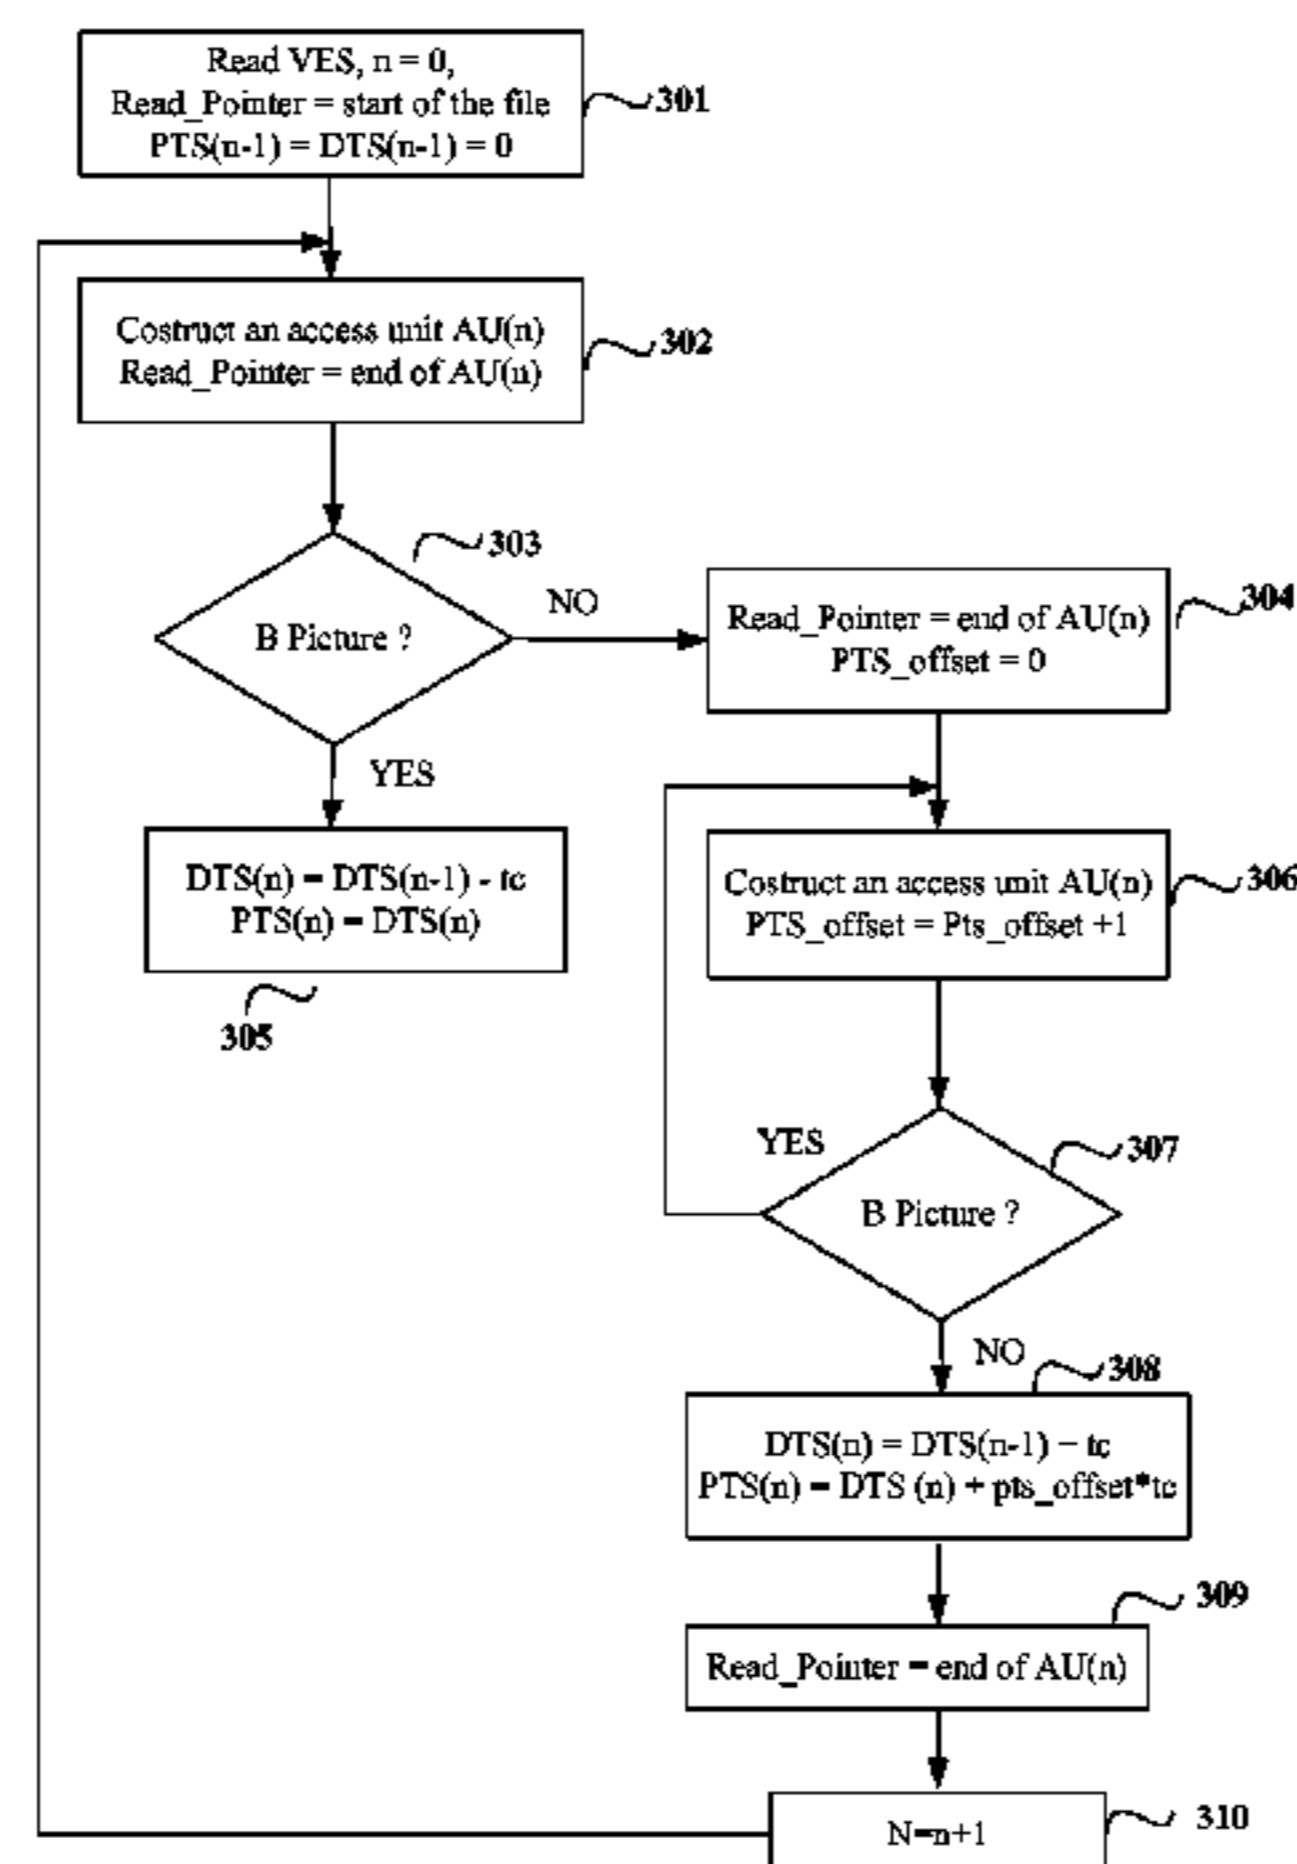 Read VES, n = 0,
Read_Pointer = start of the file
PTS(n-1) = DTS(n-1) = 0
301
Costruct an access unit AU(n)
Read_Pointer = end of AU(n)
302
303
B Picture ?
NO
YES
Read_Pointer = end of AU(n)
PTS_offset = 0
304
DTS(n) = DTS(n-1) - tc
PTS(n) = DTS(n)
305
Costruct an access unit AU(n)
PTS_offset = Pts_offset +1
306
YES
307
B Picture ?
NO
308
DTS(n) = DTS(n-1) – tc
PTS(n) = DTS (n) + pts_offset*tc
309
Read_Pointer = end of AU(n)
N=n+1
310